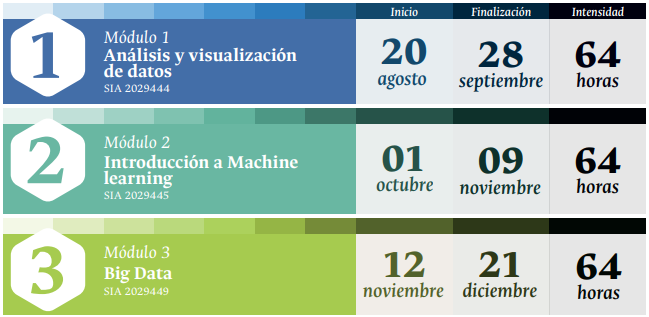 Inicio Finalización Intensidad
1
Módulo 1
Análisis y visualización
de datos
SIA 2029444
20
agosto
28
septiembre
64
horas
2
Módulo 2
Introducción a Machine
learning
SIA 2029445
01
octubre
09
noviembre
64
horas
3
Módulo 3
Big Data
SIA 2029449
12
noviembre
21
diciembre
64
horas